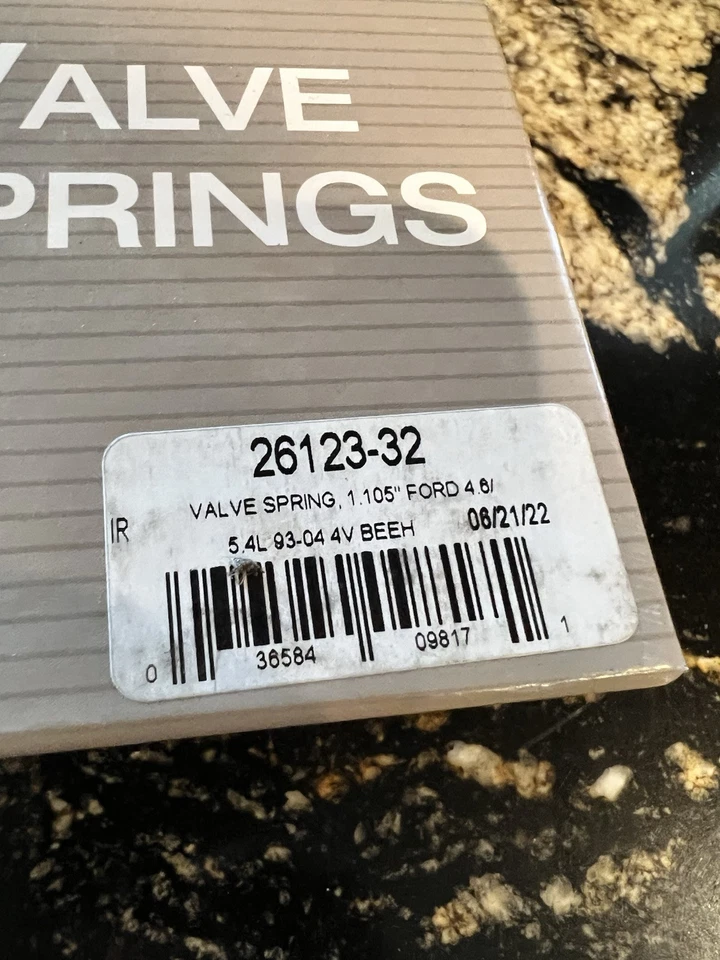 VALVE
SPRINGS
26123-32
VALVE SPRING, 1.105" FORD 4.6/
IR
5.4L 93-04 4V BEEH
06/21/22
0 36584 09817 1